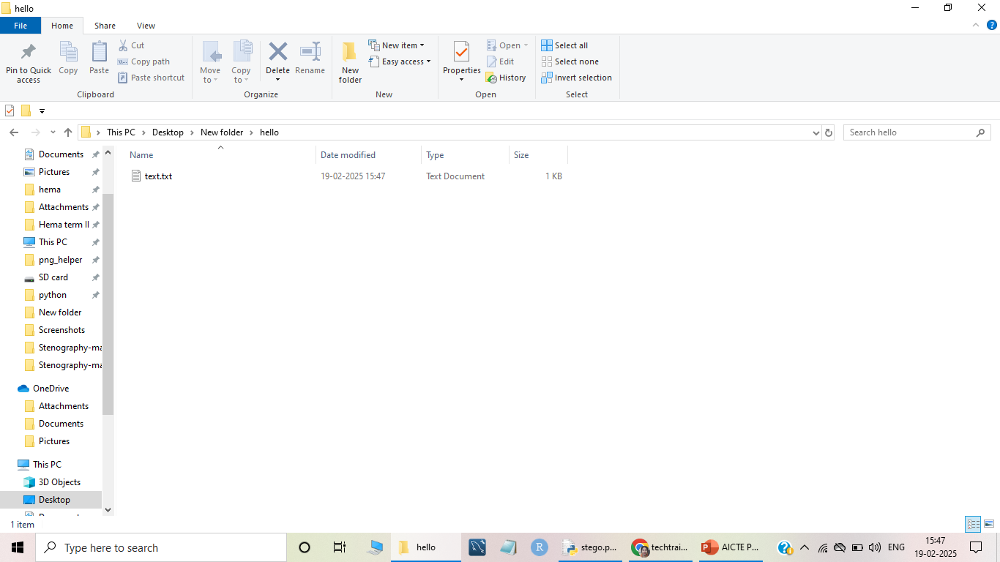 hello
File Home Share View
Pin to Quick access
Copy
Paste
Cut
Copy path
Paste shortcut
Clipboard
Move to
Copy to
Delete
Rename
Organize
New folder
New item
Easy access
New
Properties
Open
Edit
History
Open
Select all
Select none
Invert selection
Select
This PC > Desktop > New folder > hello
Search hello
Name Date modified Type Size
text.txt 19-02-2025 15:47 Text Document 1 KB
Documents
Pictures
hema
Attachments
Hema term II
This PC
png_helper
SD card
python
New folder
Screenshots
Stenography-ma
Stenography-ma
OneDrive
Attachments
Documents
Pictures
This PC
3D Objects
Desktop
1 item
Type here to search
hello
R
stego.p...
techtrai...
AICTE P...
ENG
15:47
19-02-2025